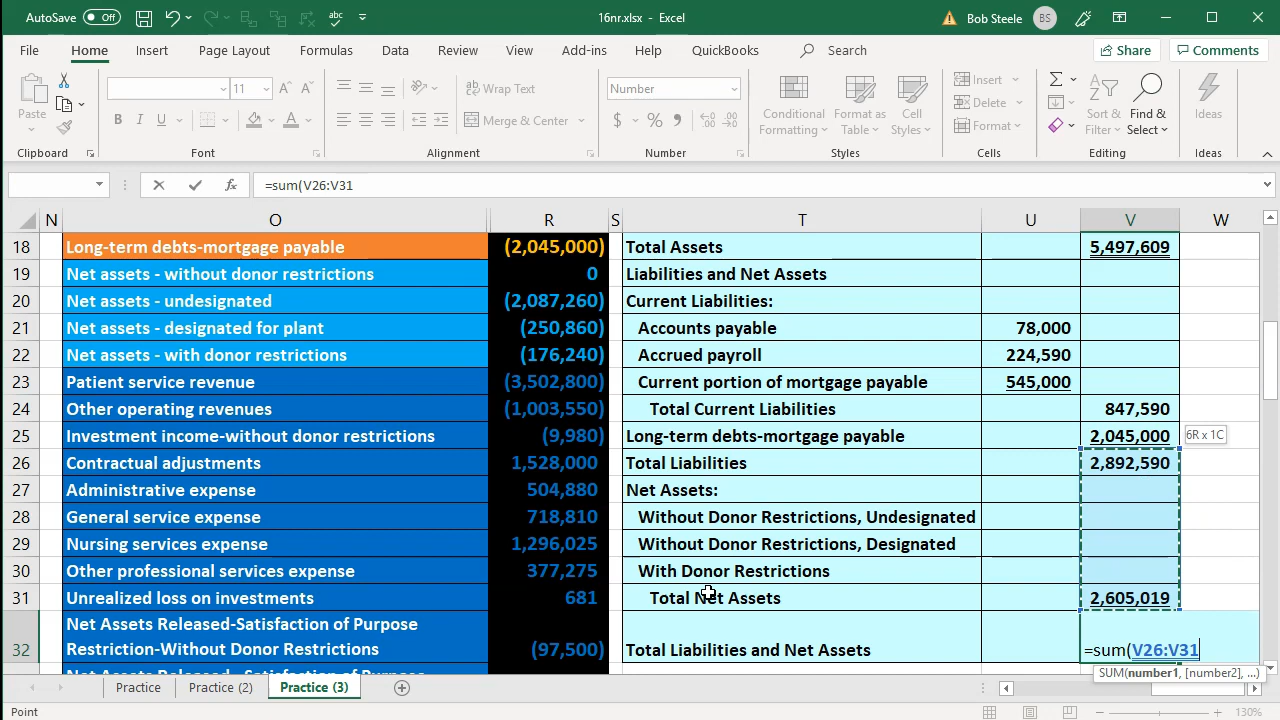 AutoSave Off abc 16nr.xlsx - Excel Bob Steele BS
File Home Insert Page Layout Formulas Data Review View Add-ins Help QuickBooks Search Share Comments
Paste 11 A A ab Wrap Text Number Conditional Formatting Format as Table Cell Styles Insert Σ Sort & Filter Find & Select Ideas
B I U A Merge & Center $ % , Delete Format
Clipboard Font Alignment Number Styles Cells Editing Ideas
fx =sum(V26:V31
N O R S T U V W
18 Long-term debts-mortgage payable (2,045,000) Total Assets 5,497,609
19 Net assets - without donor restrictions 0 Liabilities and Net Assets
20 Net assets - undesignated (2,087,260) Current Liabilities:
21 Net assets - designated for plant (250,860) Accounts payable 78,000
22 Net assets - with donor restrictions (176,240) Accrued payroll 224,590
23 Patient service revenue (3,502,800) Current portion of mortgage payable 545,000
24 Other operating revenues (1,003,550) Total Current Liabilities 847,590
25 Investment income-without donor restrictions (9,980) Long-term debts-mortgage payable 2,045,000 6R x 1C
26 Contractual adjustments 1,528,000 Total Liabilities 2,892,590
27 Administrative expense 504,880 Net Assets:
28 General service expense 718,810 Without Donor Restrictions, Undesignated
29 Nursing services expense 1,296,025 Without Donor Restrictions, Designated
30 Other professional services expense 377,275 With Donor Restrictions
31 Unrealized loss on investments 681 Total Net Assets 2,605,019
Net Assets Released-Satisfaction of Purpose
32 Restriction-Without Donor Restrictions (97,500) Total Liabilities and Net Assets =sum(V26:V31
SUM(number1, [number2], ...)
Practice Practice (2) Practice (3)
Point 130%